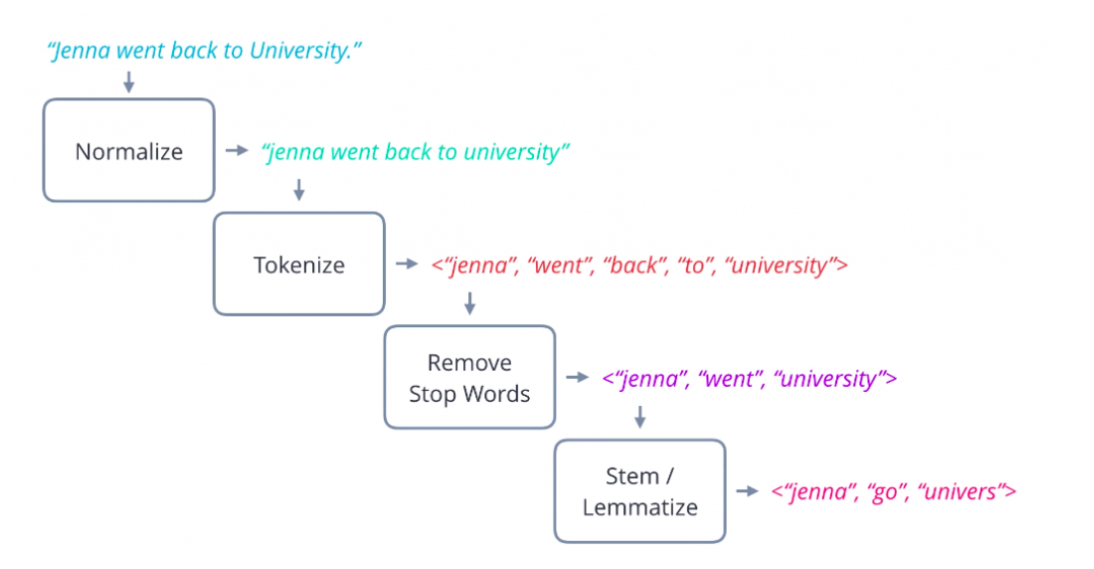 “Jenna went back to University.”
Normalize
“jenna went back to university”
Tokenize
<“jenna”, “went”, “back”, “to”, “university”>
Remove
Stop Words
<“jenna”, “went”, “university”>
Stem /
Lemmatize
<“jenna”, “go”, “univers”>